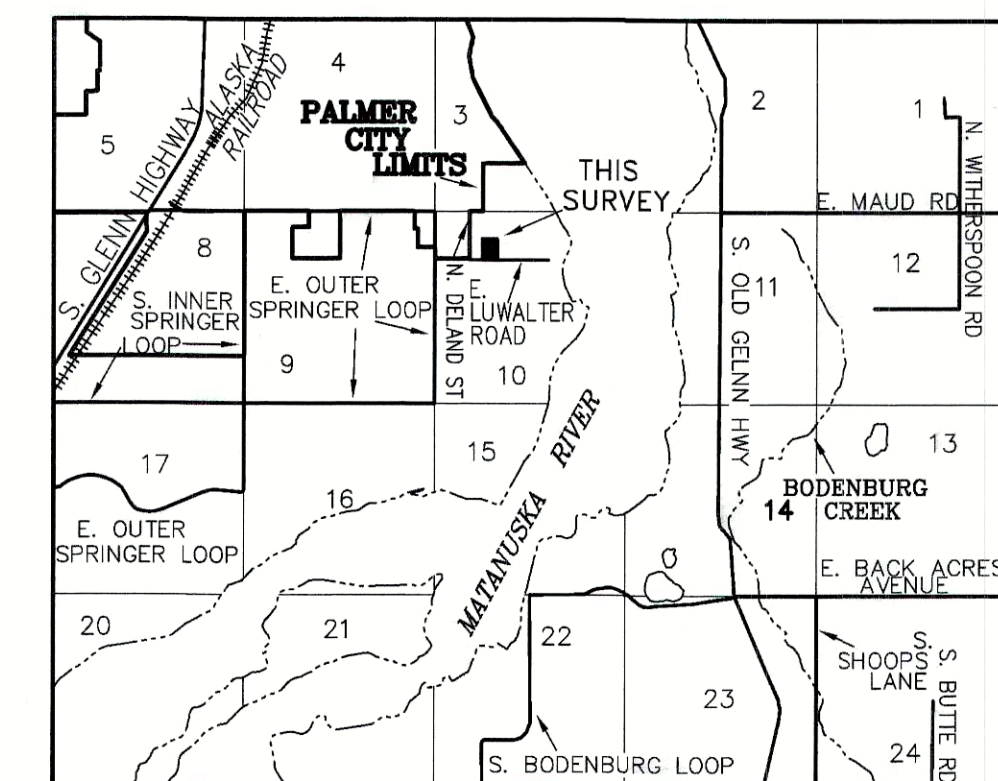 4
3
2
1
5
S. GLENN HIGHWAY
ALASKA
RAILROAD
PALMER
CITY
LIMITS
THIS
SURVEY
N. WITHERSPOON RD
E. MAUD RD
8
12
11
S. INNER
SPRINGER
LOOP
E. OUTER
SPRINGER LOOP
N. DELAND ST
E.
LUWALTER
ROAD
S. OLD GELNN HWY
9
10
17
16
15
MATANUSKA RIVER
13
14
BODENBURG
CREEK
E. OUTER
SPRINGER LOOP
E. BACK ACRES
AVENUE
20
21
22
23
24
S.
SHOOPS
LANE
S. BUTTE RD
S. BODENBURG LOOP